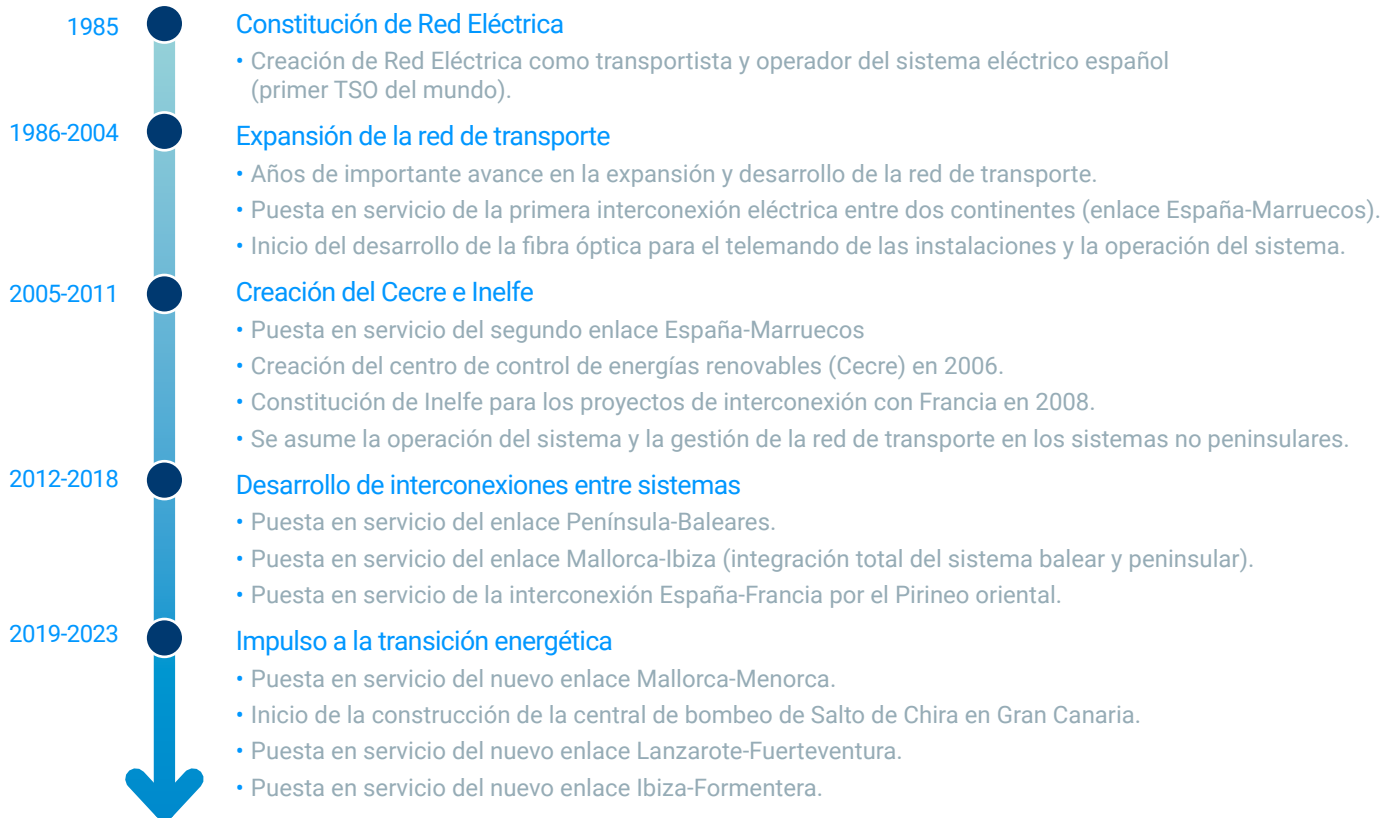 1985
Constitución de Red Eléctrica
• Creación de Red Eléctrica como transportista y operador del sistema eléctrico español
(primer TSO del mundo).
1986-2004
Expansión de la red de transporte
• Años de importante avance en la expansión y desarrollo de la red de transporte.
• Puesta en servicio de la primera interconexión eléctrica entre dos continentes (enlace España-Marruecos).
• Inicio del desarrollo de la fibra óptica para el telemando de las instalaciones y la operación del sistema.
2005-2011
Creación del Cecre e Inelfe
• Puesta en servicio del segundo enlace España-Marruecos
• Creación del centro de control de energías renovables (Cecre) en 2006.
• Constitución de Inelfe para los proyectos de interconexión con Francia en 2008.
• Se asume la operación del sistema y la gestión de la red de transporte en los sistemas no peninsulares.
2012-2018
Desarrollo de interconexiones entre sistemas
• Puesta en servicio del enlace Península-Baleares.
• Puesta en servicio del enlace Mallorca-Ibiza (integración total del sistema balear y peninsular).
• Puesta en servicio de la interconexión España-Francia por el Pirineo oriental.
2019-2023
Impulso a la transición energética
• Puesta en servicio del nuevo enlace Mallorca-Menorca.
• Inicio de la construcción de la central de bombeo de Salto de Chira en Gran Canaria.
• Puesta en servicio del nuevo enlace Lanzarote-Fuerteventura.
• Puesta en servicio del nuevo enlace Ibiza-Formentera.